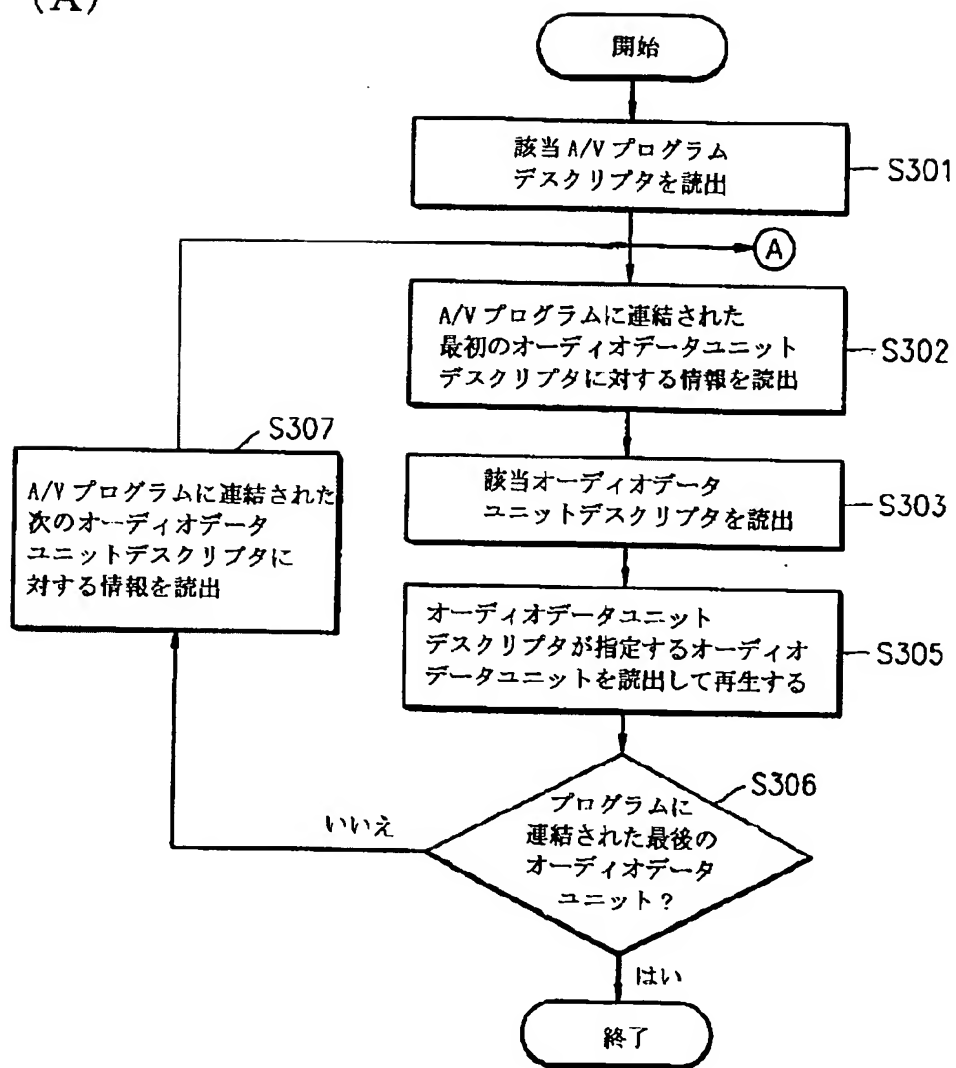 (A)
開始
該当A/Vプログラム
デスクリプタを読出
S301
A
A/Vプログラムに連結された
最初のオーディオデータユニット
デスクリプタに対する情報を読出
S302
S307
A/Vプログラムに連結された
次のオーディオデータ
ユニットデスクリプタに
対する情報を読出
該当オーディオデータ
ユニットデスクリプタを読出
S303
オーディオデータユニット
デスクリプタが指定するオーディオ
データユニットを読出して再生する
S305
S306
プログラムに
連結された最後の
オーディオデータ
ユニット?
いいえ
はい
終了